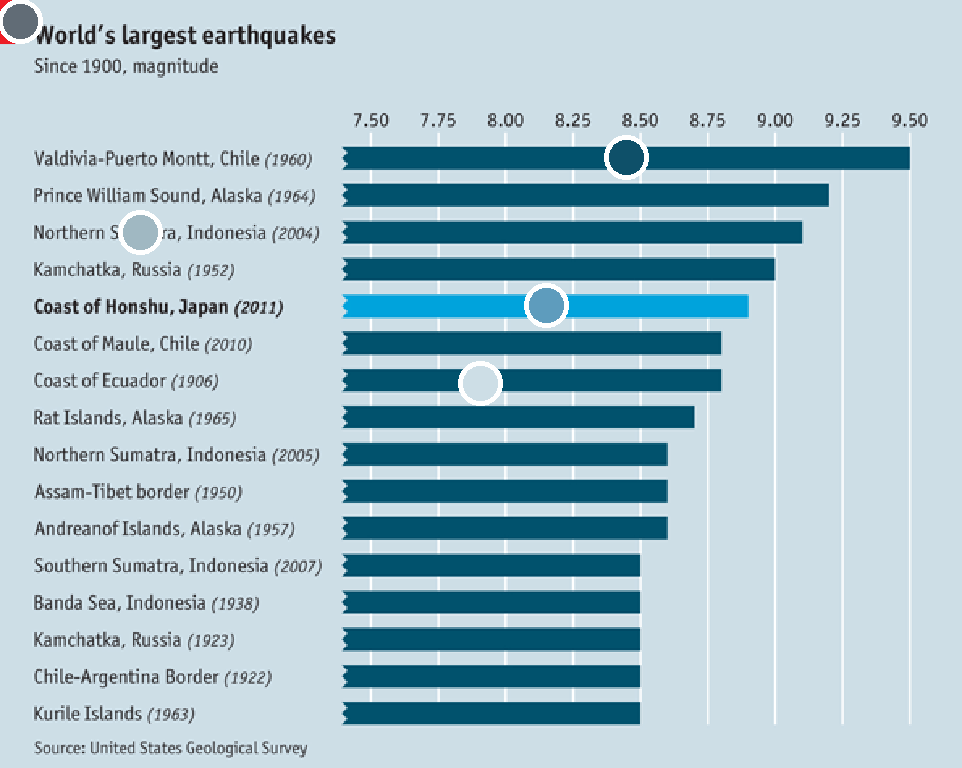 World's largest earthquakes
Since 1900, magnitude
7.50 7.75 8.00 8.25 8.50 8.75 9.00 9.25 9.50
Valdivia-Puerto Montt, Chile (1960)
Prince William Sound, Alaska (1964)
Northern S ra, Indonesia (2004)
Kamchatka, Russia (1952)
Coast of Honshu, Japan (2011)
Coast of Maule, Chile (2010)
Coast of Ecuador (1906)
Rat Islands, Alaska (1965)
Northern Sumatra, Indonesia (2005)
Assam-Tibet border (1950)
Andreanof Islands, Alaska (1957)
Southern Sumatra, Indonesia (2007)
Banda Sea, Indonesia (1938)
Kamchatka, Russia (1923)
Chile-Argentina Border (1922)
Kurile Islands (1963)
Source: United States Geological Survey